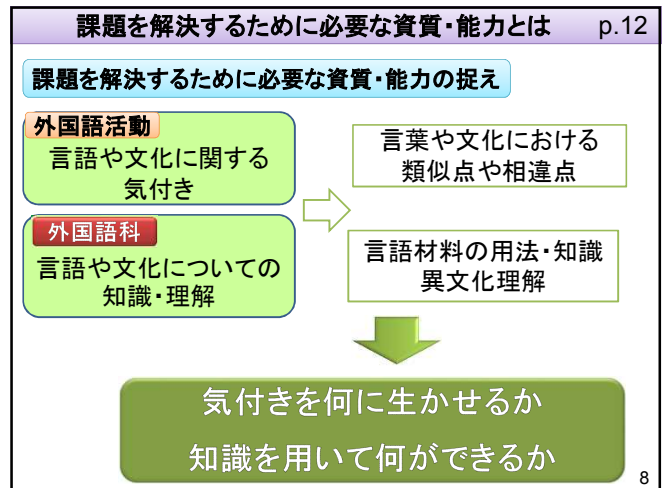 課題を解決するために必要な資質・能力とは p.12
課題を解決するために必要な資質・能力の捉え
外国語活動
言語や文化に関する
気付き
外国語科
言語や文化についての
知識・理解
言葉や文化における
類似点や相違点
言語材料の用法・知識
異文化理解
気付きを何に生かせるか
知識を用いて何ができるか
8